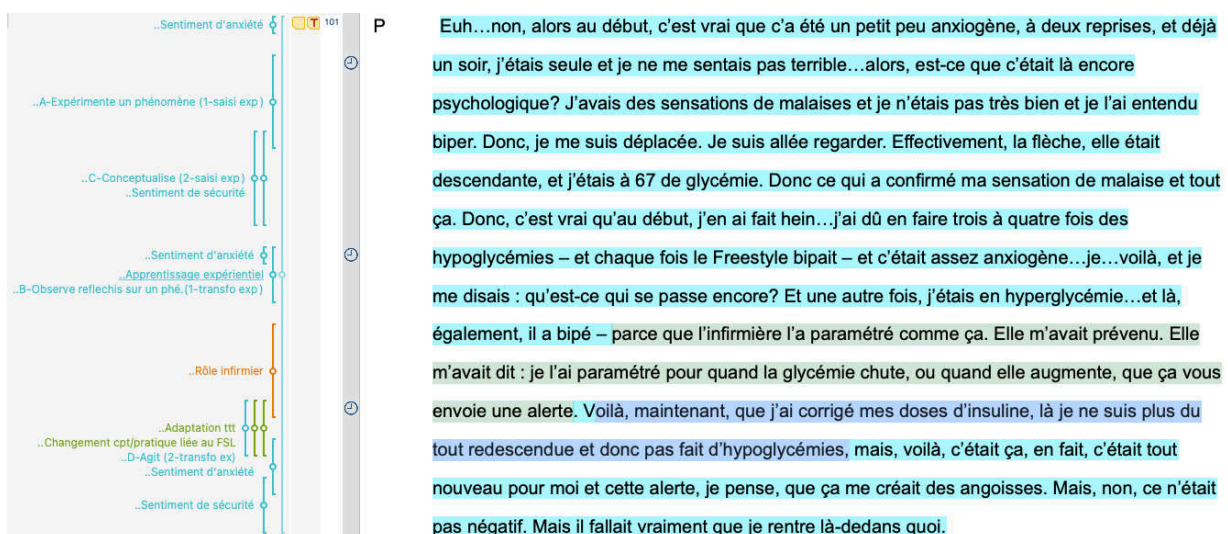 ..Sentiment d'anxiété
T 101
P
Euh…non, alors au début, c'est vrai que c'a été un petit peu anxiogène, à deux reprises, et déjà
un soir, j'étais seule et je ne me sentais pas terrible…alors, est-ce que c'était là encore
..A-Expérimente un phénomène (1-saisi exp)
psychologique? J'avais des sensations de malaises et je n'étais pas très bien et je l'ai entendu
biper. Donc, je me suis déplacée. Je suis allée regarder. Effectivement, la flèche, elle était
..C-Conceptualise (2-saisi exp)
..Sentiment de sécurité
descendante, et j'étais à 67 de glycémie. Donc ce qui a confirmé ma sensation de malaise et tout
ça. Donc, c'est vrai qu'au début, j'en ai fait hein…j'ai dû en faire trois à quatre fois des
..Sentiment d'anxiété
..Apprentissage expérientiel
..B-Observe reflechis sur un phé.(1-transfo exp)
hypoglycémies – et chaque fois le Freestyle bipait – et c'était assez anxiogène…je…voilà, et je
me disais : qu'est-ce qui se passe encore? Et une autre fois, j'étais en hyperglycémie…et là,
également, il a bipé – parce que l'infirmière l'a paramétré comme ça. Elle m'avait prévenu. Elle
..Rôle infirmier
m'avait dit : je l'ai paramétré pour quand la glycémie chute, ou quand elle augmente, que ça vous
envoie une alerte. Voilà, maintenant, que j'ai corrigé mes doses d'insuline, là je ne suis plus du
..Adaptation ttt
..Changement cpt/pratique liée au FSL
..D-Agit (2-transfo ex)
..Sentiment d'anxiété
tout redescendue et donc pas fait d'hypoglycémies, mais, voilà, c'était ça, en fait, c'était tout
nouveau pour moi et cette alerte, je pense, que ça me créait des angoisses. Mais, non, ce n'était
..Sentiment de sécurité
pas négatif. Mais il fallait vraiment que je rentre là-dedans quoi.